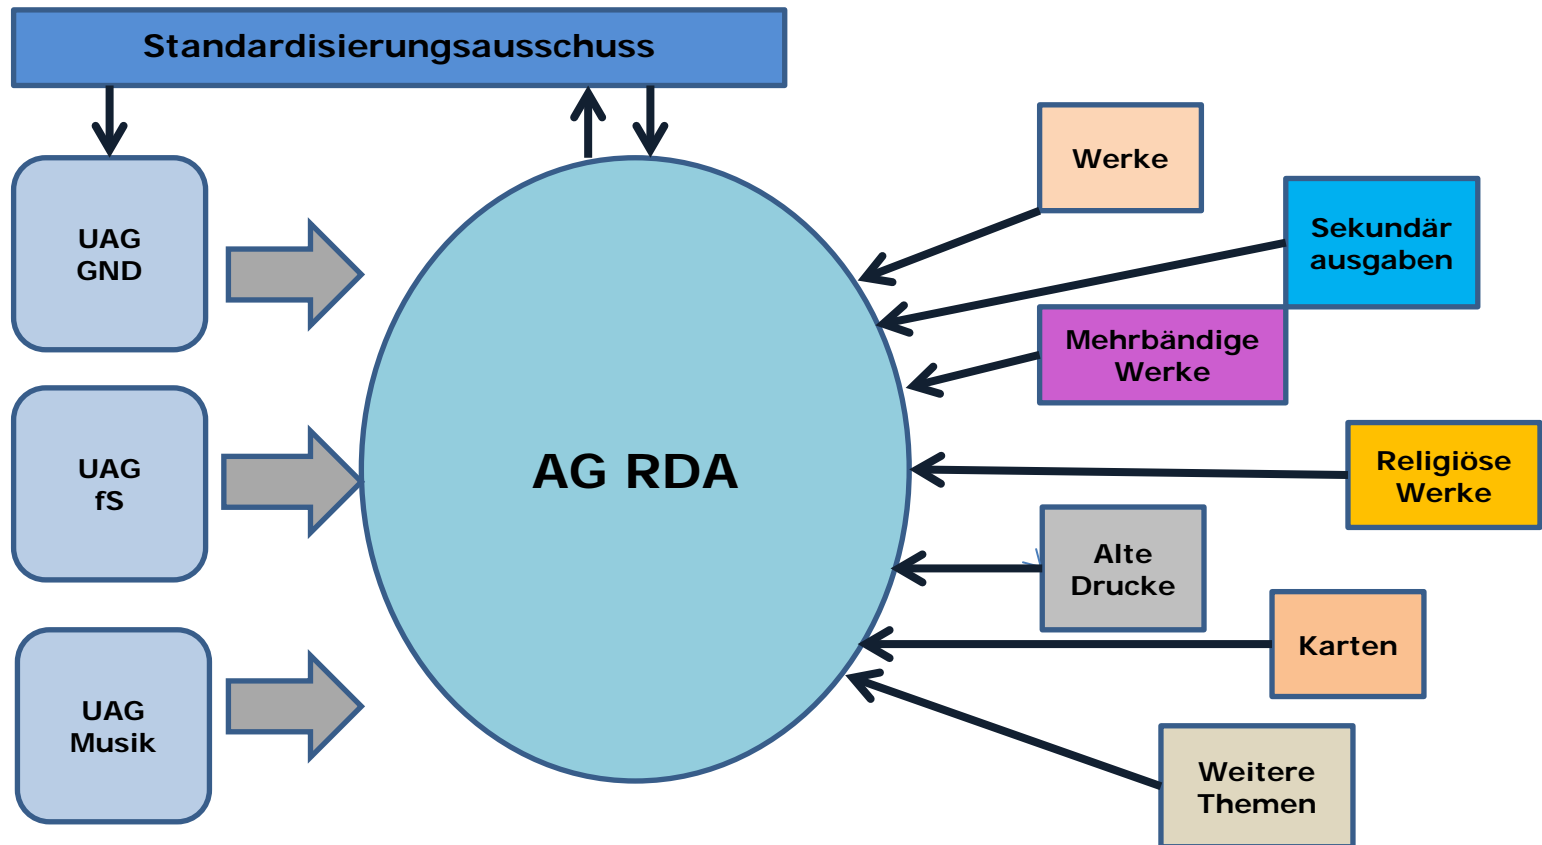 Standardisierungsausschuss
UAG
GND
UAG
fS
UAG
Musik
AG RDA
Werke
Sekundär
ausgaben
Mehrbändige
Werke
Religiöse
Werke
Alte
Drucke
Karten
Weitere
Themen